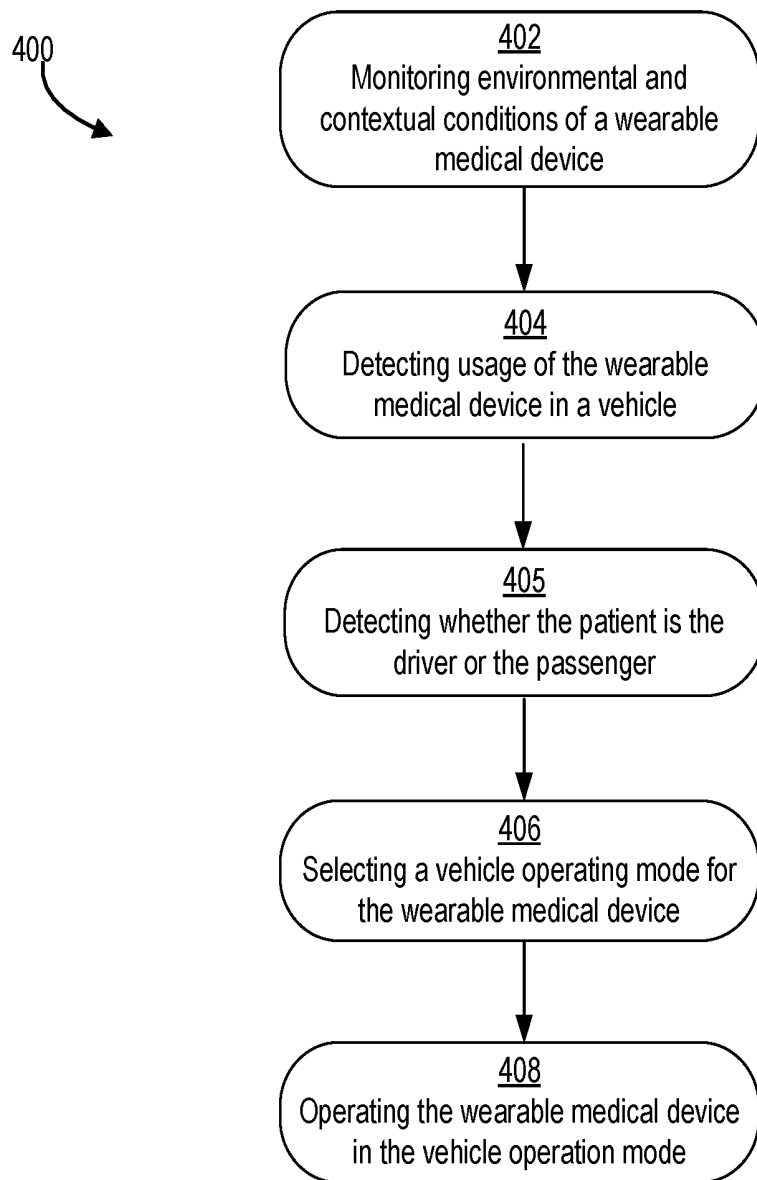 400
402
Monitoring environmental and
contextual conditions of a wearable
medical device
404
Detecting usage of the wearable
medical device in a vehicle
405
Detecting whether the patient is the
driver or the passenger
406
Selecting a vehicle operating mode for
the wearable medical device
408
Operating the wearable medical device
in the vehicle operation mode